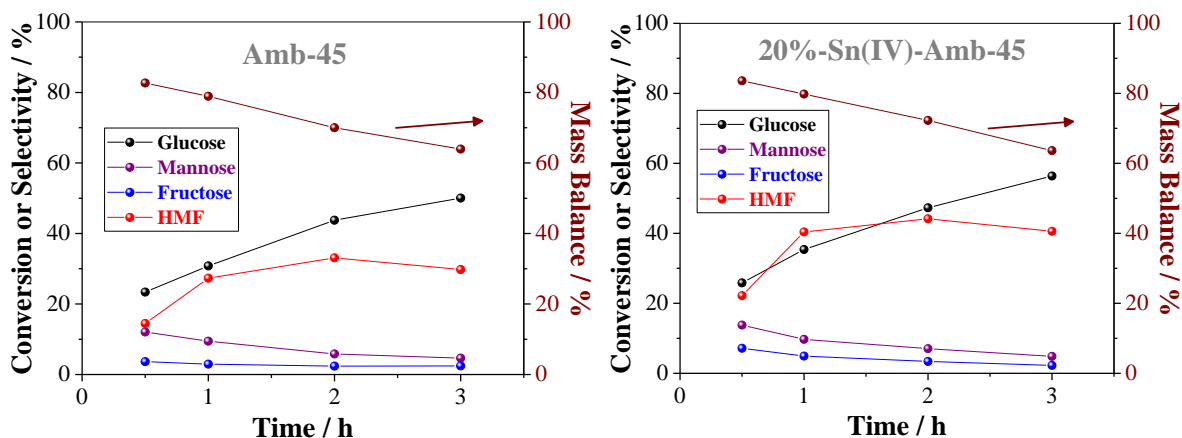 Amb-45
Conversion or Selectivity / %
100
80
60
40
20
0
Glucose
Mannose
Fructose
HMF
0
1
2
3
Time / h
100
80
60
40
20
0
Mass Balance / %
20%-Sn(IV)-Amb-45
Conversion or Selectivity / %
100
80
60
40
20
0
Glucose
Mannose
Fructose
HMF
0
1
2
3
Time / h
100
80
60
40
20
0
Mass Balance / %